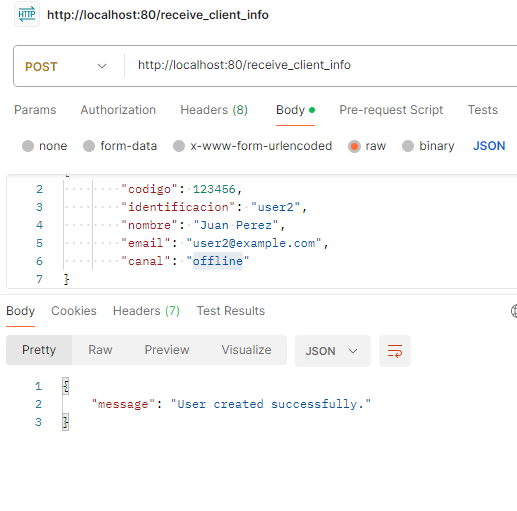 HTTP http://localhost:80/receive_client_info
POST http://localhost:80/receive_client_info
Params Authorization Headers (8) Body Pre-request Script Tests
none form-data x-www-form-urlencoded raw binary JSON
{
2 "codigo": 123456,
3 "identificacion": "user2",
4 "nombre": "Juan Perez",
5 "email": "user2@example.com",
6 "canal": "offline"
7 }
Body Cookies Headers (7) Test Results
Pretty Raw Preview Visualize JSON
1 {
2 "message": "User created successfully."
3 }